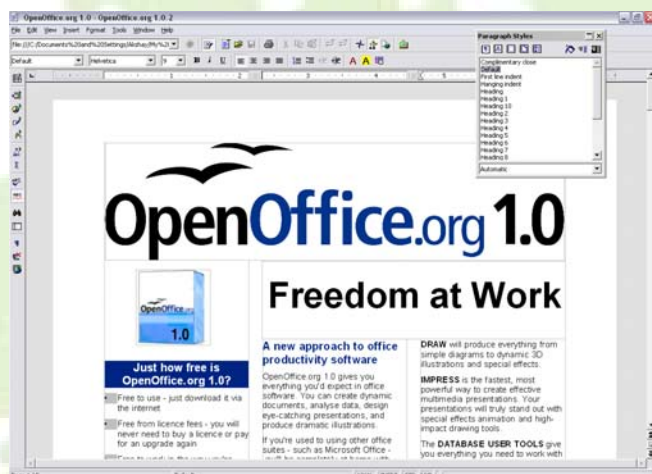 OpenOffice.org 1.0 - OpenOffice.org 1.0.2
File Edit View Insert Format Tools Window Help
Default Helvetica 9 B i U A A
Paragraph Styles
Complimentary close
Default
First line indent
Hanging indent
Heading
Heading 1
Heading 10
Heading 2
Heading 3
Heading 4
Heading 5
Heading 6
Heading 7
Heading 8
Automatic
OpenOffice.org 1.0
Freedom at Work
OpenOffice.org
1.0
Just how free is
OpenOffice.org 1.0?
Free to use - just download it via
the internet
Free from licence fees - you will
never need to buy a licence or pay
for an upgrade again
A new approach to office
productivity software
OpenOffice.org 1.0 gives you
everything you'd expect in office
software. You can create dynamic
documents, analyse data, design
eye-catching presentations, and
produce dramatic illustrations.
If you're used to using other office
suites - such as Microsoft Office -
DRAW will produce everything from
simple diagrams to dynamic 3D
illustrations and special effects.
IMPRESS is the fastest, most
powerful way to create effective
multimedia presentations. Your
presentations will truly stand out with
special effects animation and high-
impact drawing tools.
The DATABASE USER TOOLS give
you everything you need to work with